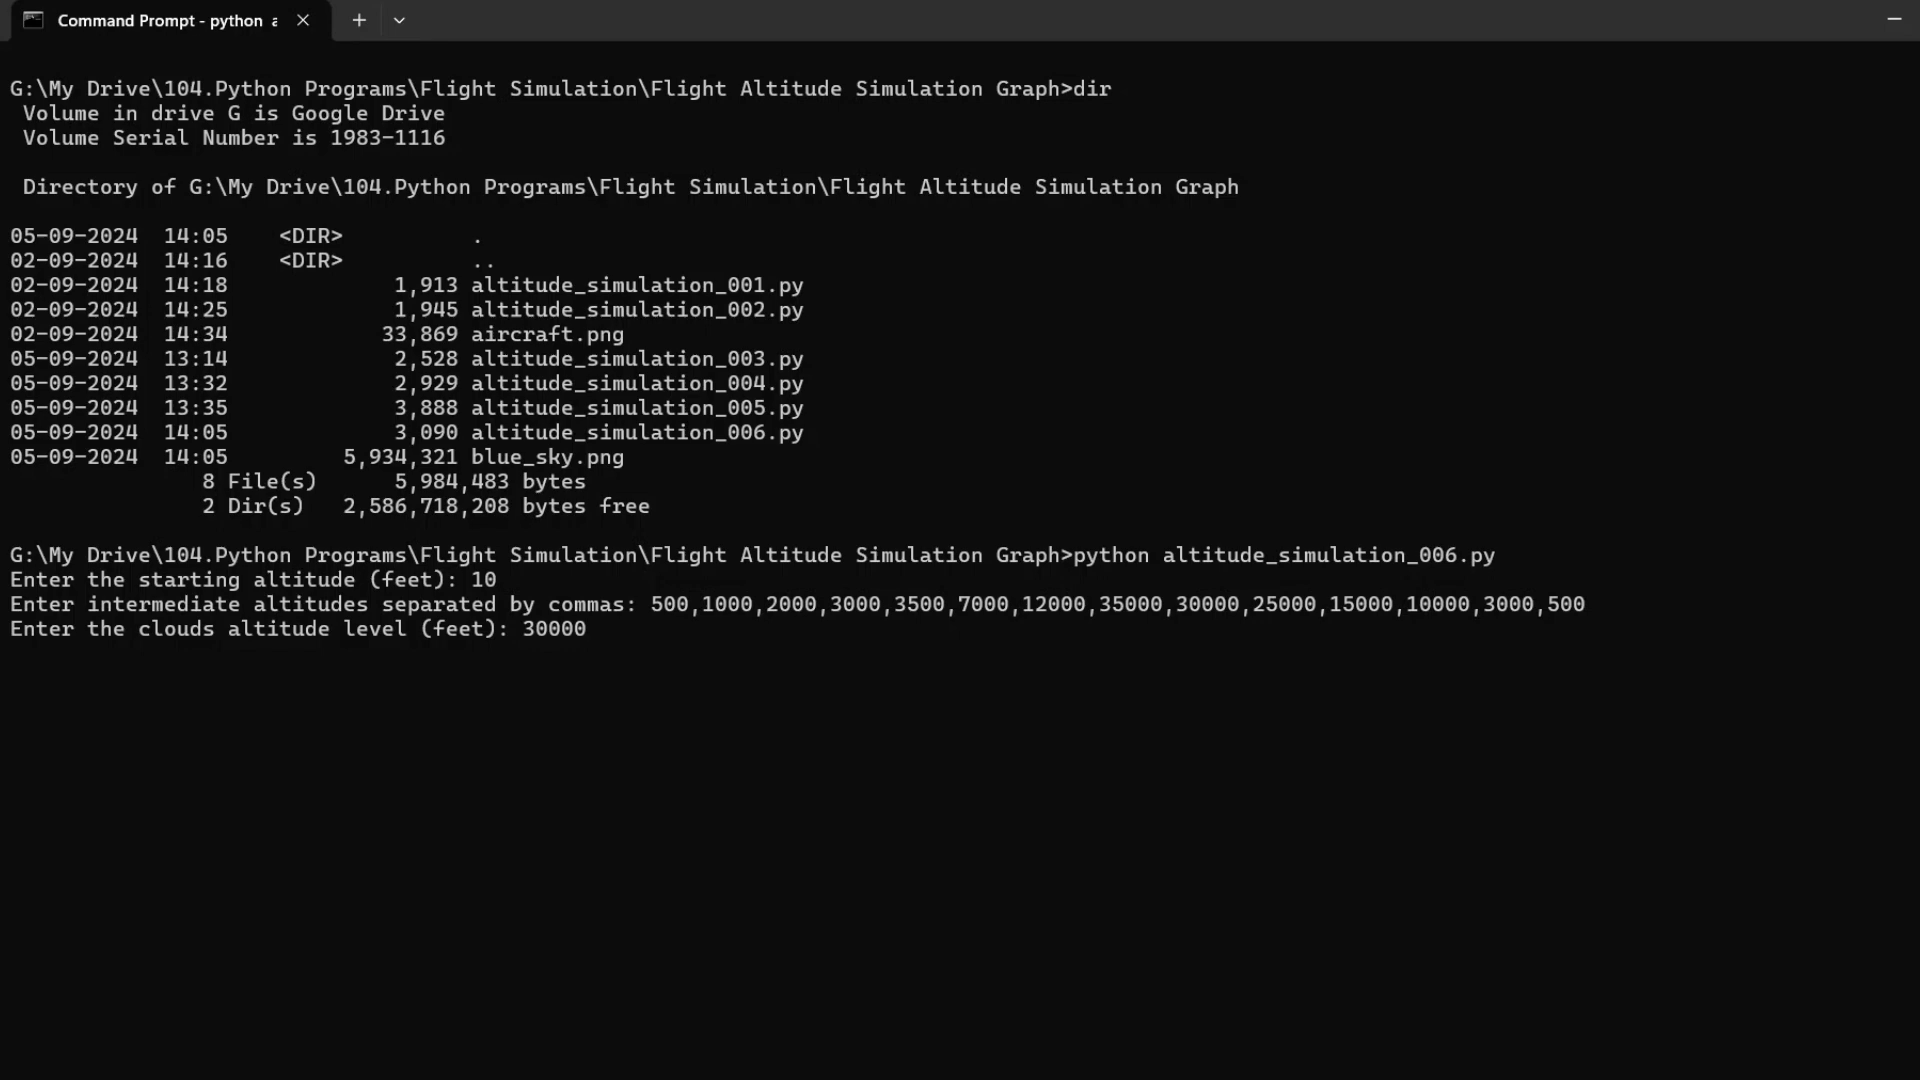 Command Prompt - python a
G:\My Drive\104.Python Programs\Flight Simulation\Flight Altitude Simulation Graph>dir
Volume in drive G is Google Drive
Volume Serial Number is 1983-1116
Directory of G:\My Drive\104.Python Programs\Flight Simulation\Flight Altitude Simulation Graph
05-09-2024  14:05    <DIR>          .
02-09-2024  14:16    <DIR>          ..
02-09-2024  14:18             1,913 altitude_simulation_001.py
02-09-2024  14:25             1,945 altitude_simulation_002.py
02-09-2024  14:34            33,869 aircraft.png
05-09-2024  13:14             2,528 altitude_simulation_003.py
05-09-2024  13:32             2,929 altitude_simulation_004.py
05-09-2024  13:35             3,888 altitude_simulation_005.py
05-09-2024  14:05             3,090 altitude_simulation_006.py
05-09-2024  14:05         5,934,321 blue_sky.png
8 File(s)      5,984,483 bytes
2 Dir(s)   2,586,718,208 bytes free
G:\My Drive\104.Python Programs\Flight Simulation\Flight Altitude Simulation Graph>python altitude_simulation_006.py
Enter the starting altitude (feet): 10
Enter intermediate altitudes separated by commas: 500,1000,2000,3000,3500,7000,12000,35000,30000,25000,15000,10000,3000,500
Enter the clouds altitude level (feet): 30000